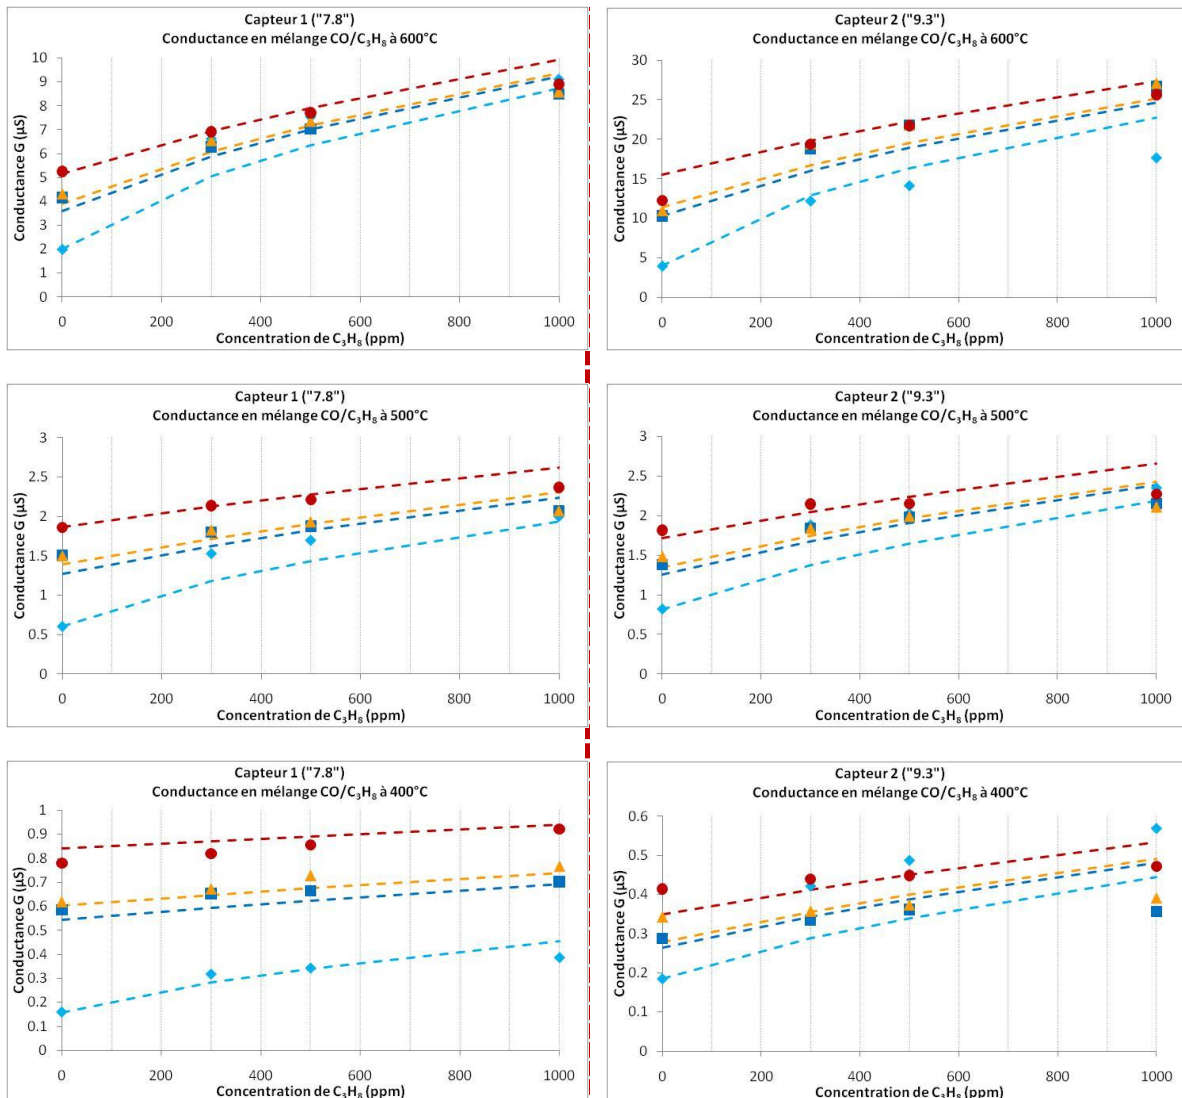 Capteur 1 ("7.8")
Conductance en mélange CO/C₃H₈ à 600°C
Conductance G (µS)
10
9
8
7
6
5
4
3
2
1
0
0 200 400 600 800 1000
Concentration de C₃H₈ (ppm)
Capteur 2 ("9.3")
Conductance en mélange CO/C₃H₈ à 600°C
Conductance G (µS)
30
25
20
15
10
5
0
0 200 400 600 800 1000
Concentration de C₃H₈ (ppm)
Capteur 1 ("7.8")
Conductance en mélange CO/C₃H₈ à 500°C
Conductance G (µS)
3
2.5
2
1.5
1
0.5
0
0 200 400 600 800 1000
Concentration de C₃H₈ (ppm)
Capteur 2 ("9.3")
Conductance en mélange CO/C₃H₈ à 500°C
Conductance G (µS)
3
2.5
2
1.5
1
0.5
0
0 200 400 600 800 1000
Concentration de C₃H₈ (ppm)
Capteur 1 ("7.8")
Conductance en mélange CO/C₃H₈ à 400°C
Conductance G (µS)
1
0.9
0.8
0.7
0.6
0.5
0.4
0.3
0.2
0.1
0
0 200 400 600 800 1000
Concentration de C₃H₈ (ppm)
Capteur 2 ("9.3")
Conductance en mélange CO/C₃H₈ à 400°C
Conductance G (µS)
0.6
0.5
0.4
0.3
0.2
0.1
0
0 200 400 600 800 1000
Concentration de C₃H₈ (ppm)